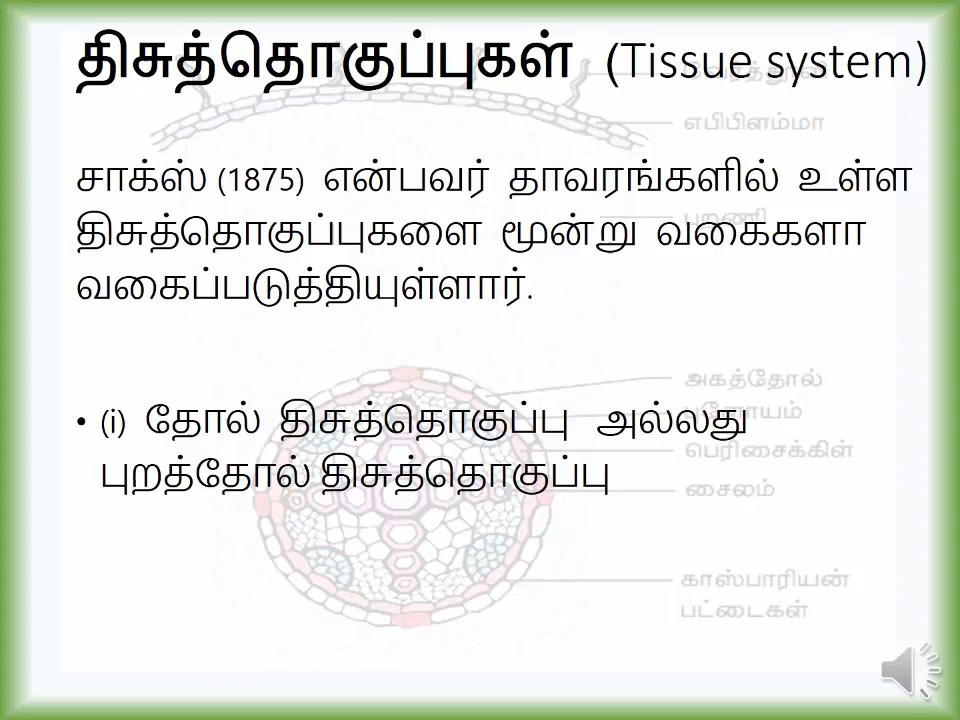 திசுத்தொகுப்புகள் (Tissue system)
எபிபிளம்மா
சாக்ஸ் (1875) என்பவர் தாவரங்களில் உள்ள
புறணி
திசுத்தொகுப்புகளை மூன்று வகைகளா
வகைப்படுத்தியுள்ளார்.
அகத்தோல்
• (i) தோல் திசுத்தொகுப்பு அல்லது
பெரிசைக்கிள்
புறத்தோல் திசுத்தொகுப்பு
சைலம்
காஸ்பாரியன்
பட்டைகள்